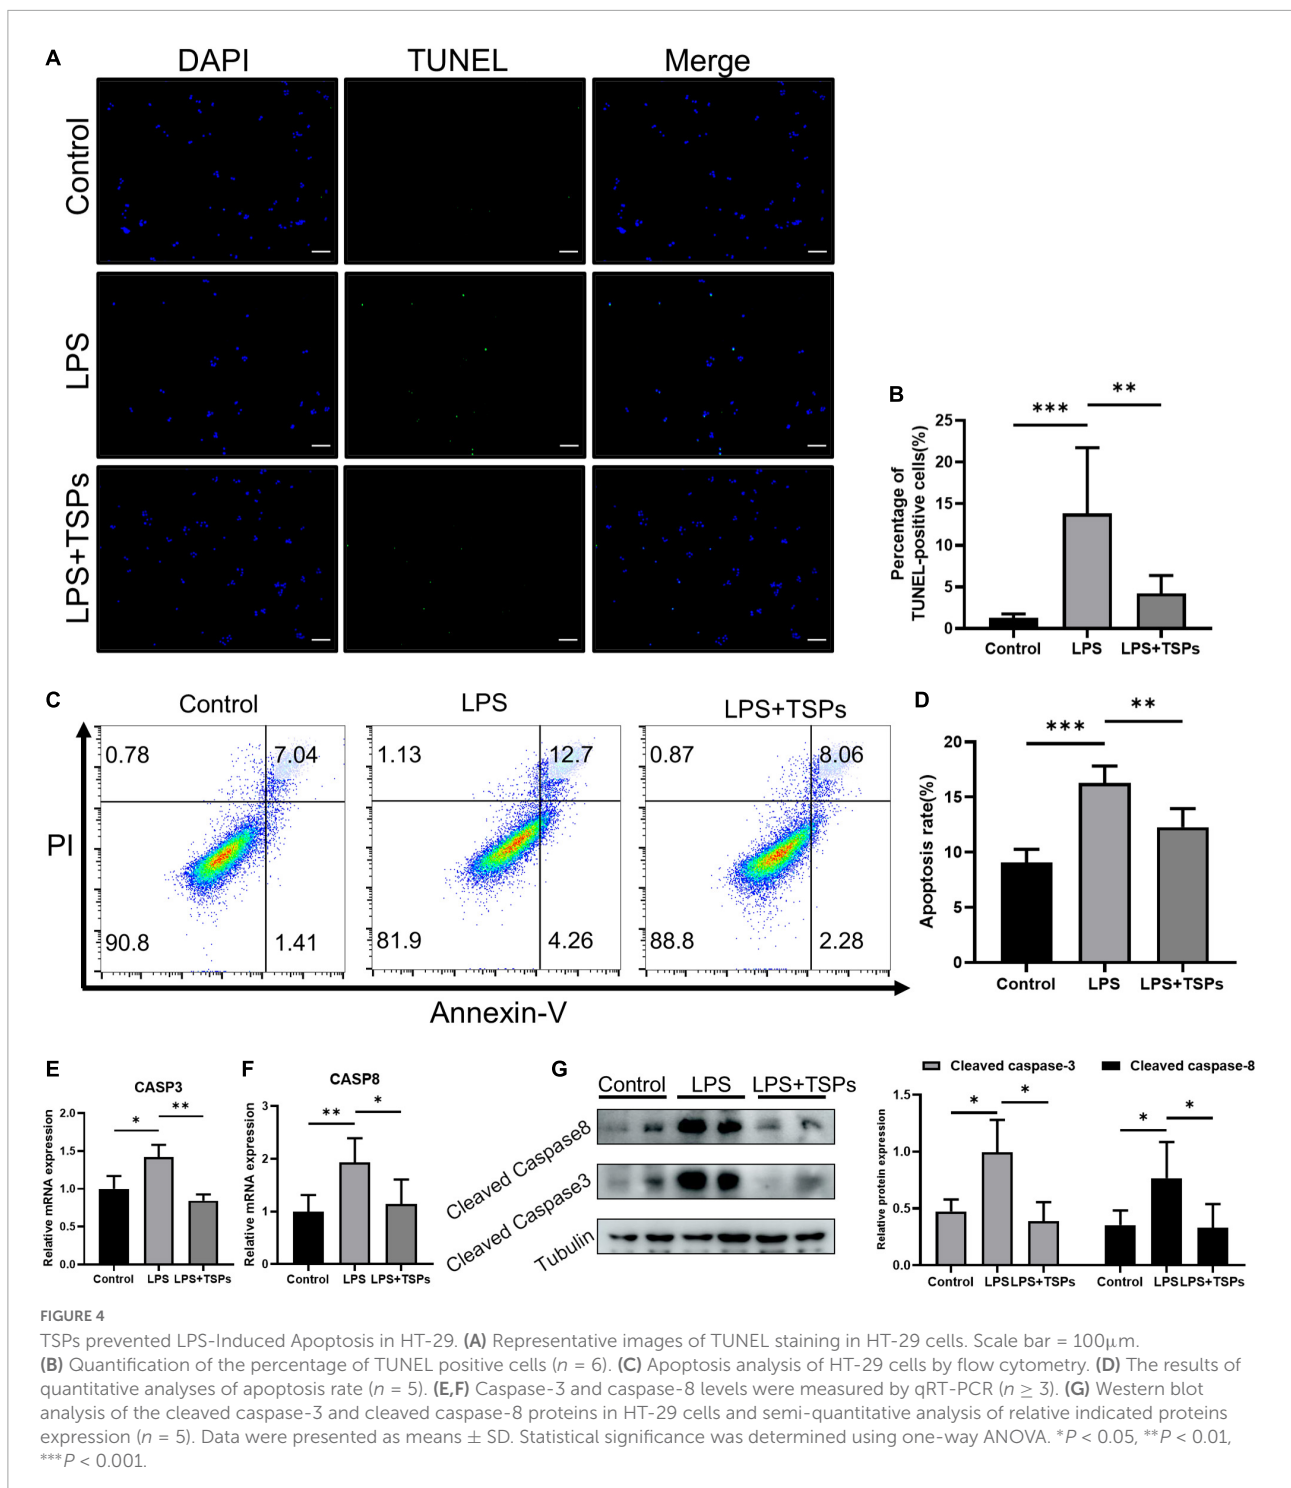 A
DAPI
TUNEL
Merge
Control
LPS
LPS+TSPs
B
Percentage of
TUNEL-positive cells(%)
25
20
15
10
5
0
***
**
Control
LPS
LPS+TSPs
C
Control
LPS
LPS+TSPs
0.78
7.04
90.8
1.41
1.13
12.7
81.9
4.26
0.87
8.06
88.8
2.28
PI
Annexin-V
D
Apoptosis rate(%)
20
15
10
5
0
***
**
Control
LPS
LPS+TSPs
E
CASP3
Relative mRNA expression
2.0
1.5
1.0
0.5
0.0
*
**
Control
LPS
LPS+TSPs
F
CASP8
Relative mRNA expression
3
2
1
0
**
*
Control
LPS
LPS+TSPs
G
Control
LPS
LPS+TSPs
Cleaved Caspase8
Cleaved Caspase3
Tubulin
Cleaved caspase-3
Cleaved caspase-8
Relative protein expression
1.5
1.0
0.5
0.0
*
*
*
*
Control
LPS
LPS+TSPs
Control
LPS
LPS+TSPs
FIGURE 4
TSPs prevented LPS-Induced Apoptosis in HT-29. (A) Representative images of TUNEL staining in HT-29 cells. Scale bar = 100μm.
(B) Quantification of the percentage of TUNEL positive cells (n = 6). (C) Apoptosis analysis of HT-29 cells by flow cytometry. (D) The results of
quantitative analyses of apoptosis rate (n = 5). (E,F) Caspase-3 and caspase-8 levels were measured by qRT-PCR (n ≥ 3). (G) Western blot
analysis of the cleaved caspase-3 and cleaved caspase-8 proteins in HT-29 cells and semi-quantitative analysis of relative indicated proteins
expression (n = 5). Data were presented as means ± SD. Statistical significance was determined using one-way ANOVA. *P < 0.05, **P < 0.01,
***P < 0.001.